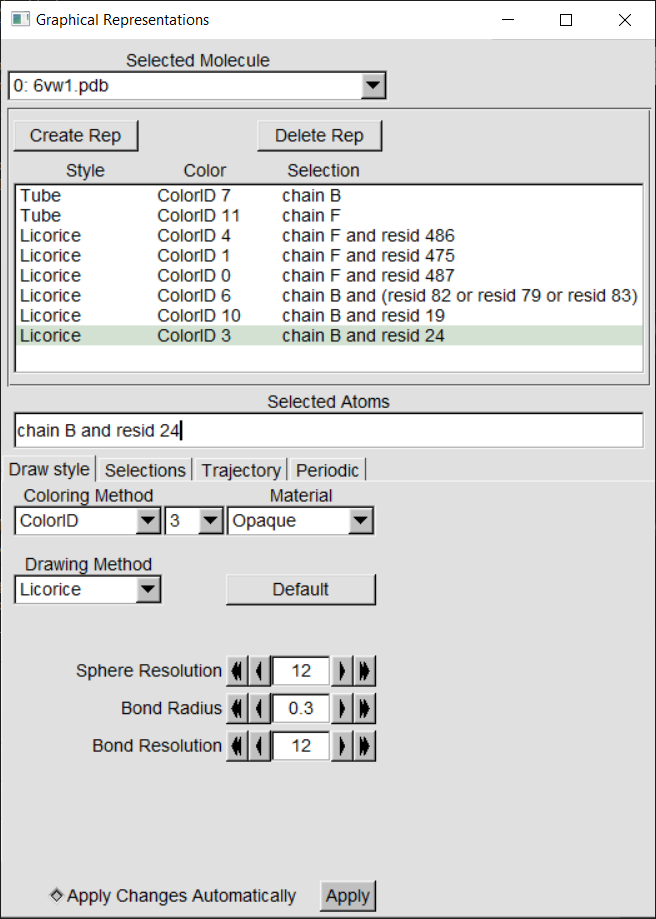 Graphical Representations
Selected Molecule
0: 6vw1.pdb
Create Rep Delete Rep
Style Color Selection
Tube ColorID 7 chain B
Tube ColorID 11 chain F
Licorice ColorID 4 chain F and resid 486
Licorice ColorID 1 chain F and resid 475
Licorice ColorID 0 chain F and resid 487
Licorice ColorID 6 chain B and (resid 82 or resid 79 or resid 83)
Licorice ColorID 10 chain B and resid 19
Licorice ColorID 3 chain B and resid 24
Selected Atoms
chain B and resid 24
Draw style Selections Trajectory Periodic
Coloring Method Material
ColorID 3 Opaque
Drawing Method
Licorice Default
Sphere Resolution 12
Bond Radius 0.3
Bond Resolution 12
Apply Changes Automatically Apply